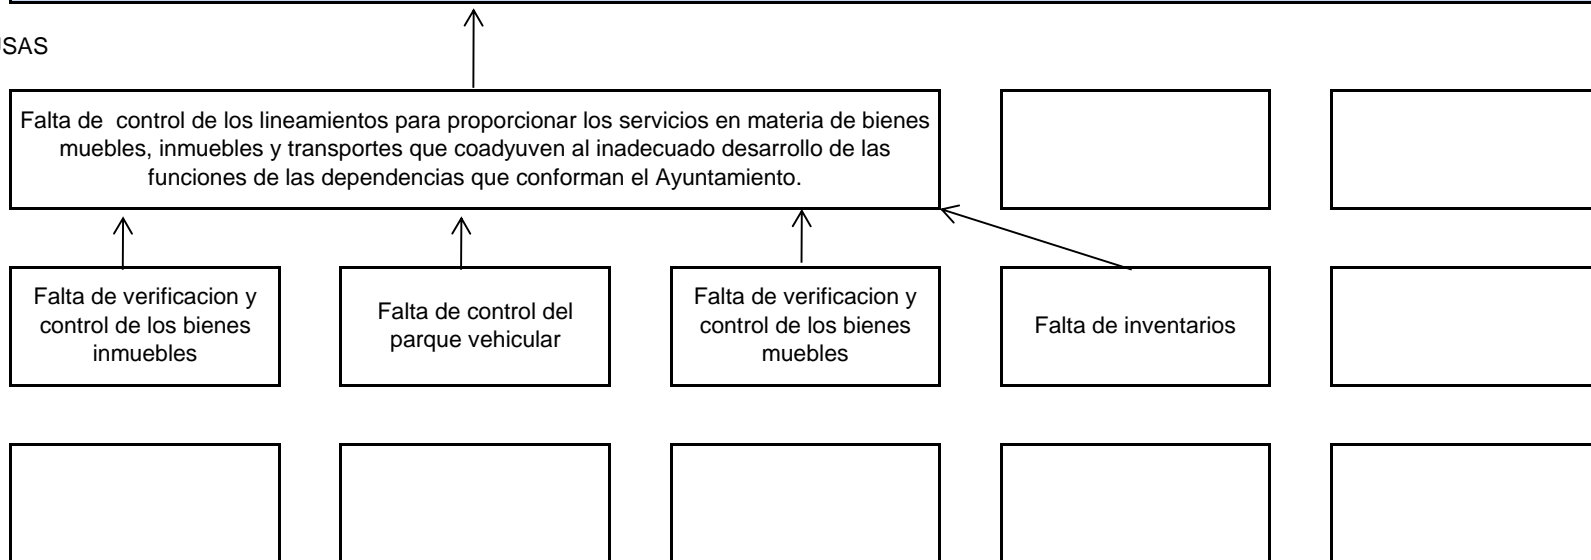 USAS
Falta de  control de los lineamientos para proporcionar los servicios en materia de bienes
muebles, inmuebles y transportes que coadyuven al inadecuado desarrollo de las
funciones de las dependencias que conforman el Ayuntamiento.
Falta de verificacion y
control de los bienes
inmuebles
Falta de control del
parque vehicular
Falta de verificacion y
control de los bienes
muebles
Falta de inventarios